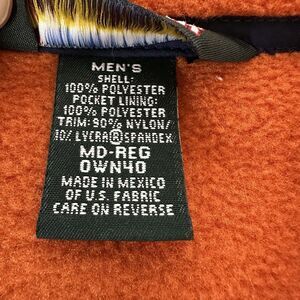 MEN'S
SHELL:
100% POLYESTER
POCKET LINING:
100% POLYESTER
TRIM: 90% NYLON/
10% LYCRA® SPANDEX
MD-REG
OWN40
MADE IN MEXICO
OF U.S. FABRIC
CARE ON REVERSE